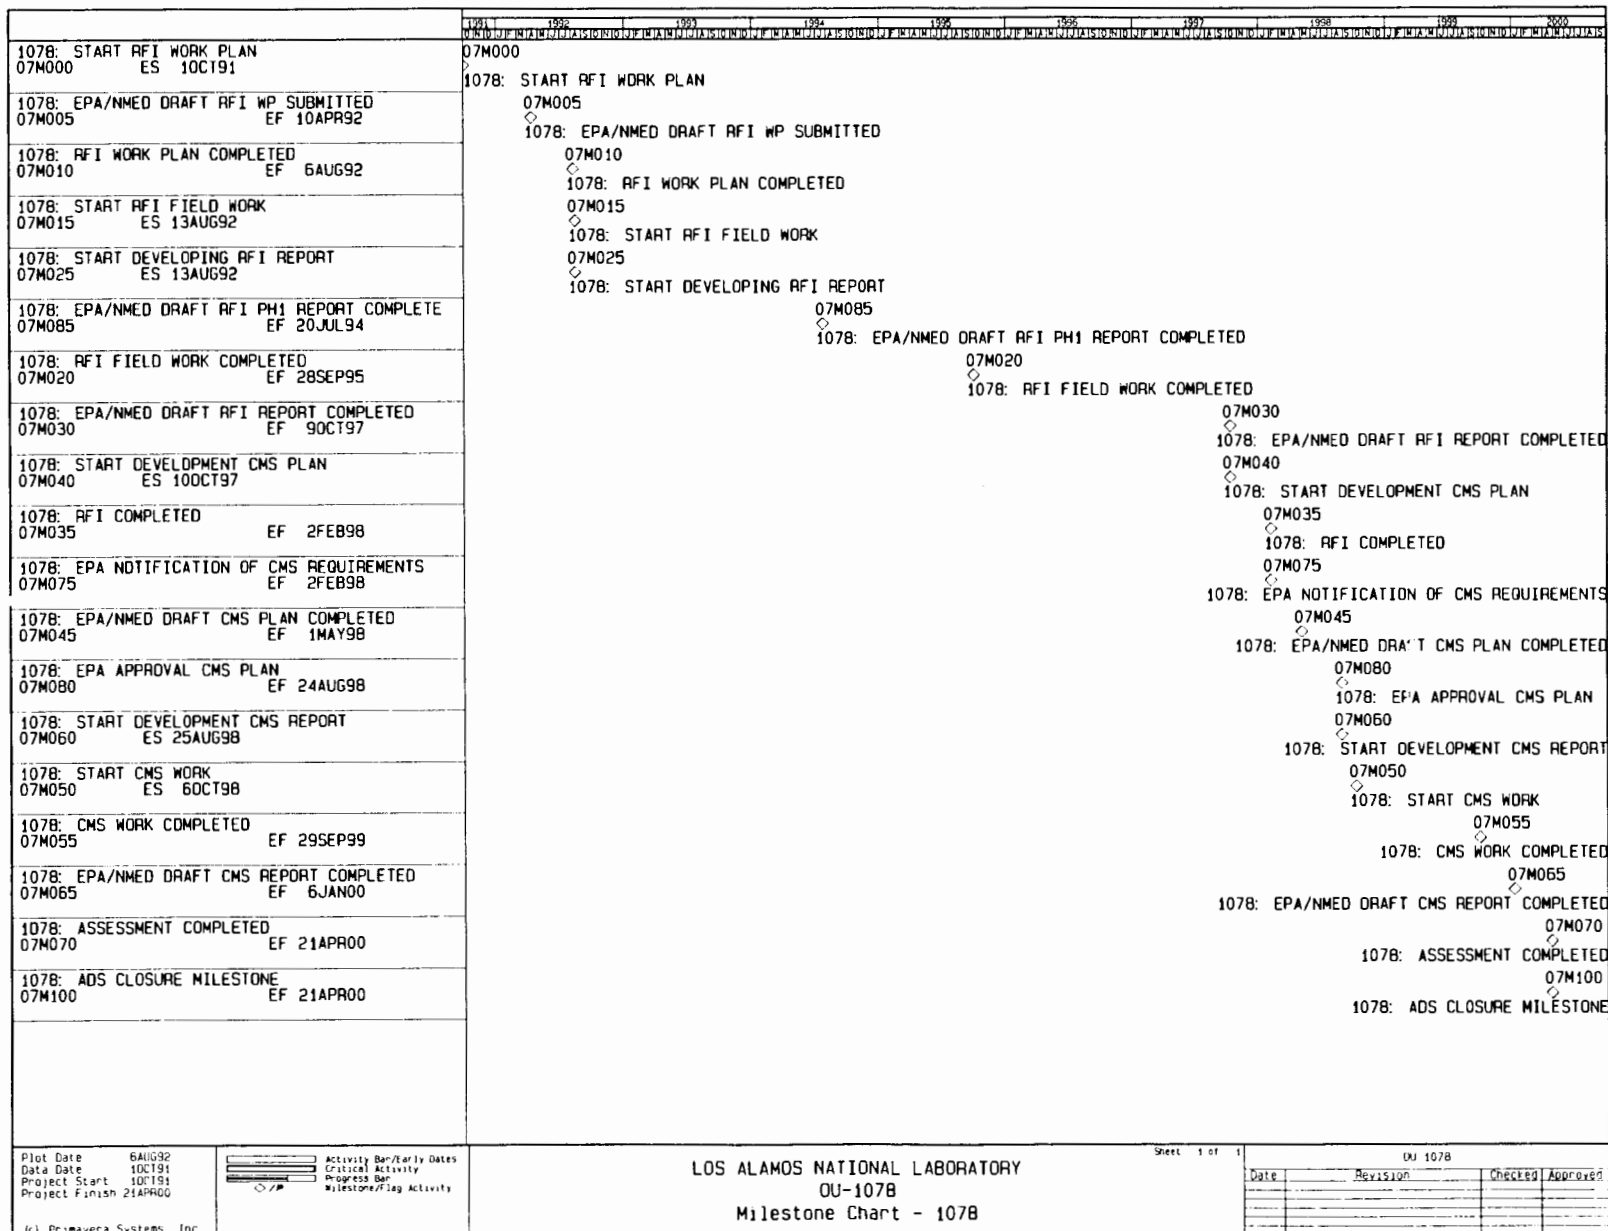 1991 1992 1993 1994 1995 1996 1997 1998 1999 2000
1078: START RFI WORK PLAN
07M000 ES 1OCT91
07M000
1078: START RFI WORK PLAN
1078: EPA/NMED DRAFT RFI WP SUBMITTED
07M005 EF 10APR92
07M005
1078: EPA/NMED DRAFT RFI WP SUBMITTED
1078: RFI WORK PLAN COMPLETED
07M010 EF 6AUG92
07M010
1078: RFI WORK PLAN COMPLETED
1078: START RFI FIELD WORK
07M015 ES 13AUG92
07M015
1078: START RFI FIELD WORK
1078: START DEVELOPING RFI REPORT
07M025 ES 13AUG92
07M025
1078: START DEVELOPING RFI REPORT
1078: EPA/NMED DRAFT RFI PH1 REPORT COMPLETE
07M085 EF 20JUL94
07M085
1078: EPA/NMED DRAFT RFI PH1 REPORT COMPLETED
1078: RFI FIELD WORK COMPLETED
07M020 EF 28SEP95
07M020
1078: RFI FIELD WORK COMPLETED
1078: EPA/NMED DRAFT RFI REPORT COMPLETED
07M030 EF 9OCT97
07M030
1078: EPA/NMED DRAFT RFI REPORT COMPLETED
1078: START DEVELOPMENT CMS PLAN
07M040 ES 10OCT97
07M040
1078: START DEVELOPMENT CMS PLAN
1078: RFI COMPLETED
07M035 EF 2FEB98
07M035
1078: RFI COMPLETED
1078: EPA NOTIFICATION OF CMS REQUIREMENTS
07M075 EF 2FEB98
07M075
1078: EPA NOTIFICATION OF CMS REQUIREMENTS
1078: EPA/NMED DRAFT CMS PLAN COMPLETED
07M045 EF 1MAY98
07M045
1078: EPA/NMED DRAFT CMS PLAN COMPLETED
1078: EPA APPROVAL CMS PLAN
07M080 EF 24AUG98
07M080
1078: EPA APPROVAL CMS PLAN
1078: START DEVELOPMENT CMS REPORT
07M060 ES 25AUG98
07M060
1078: START DEVELOPMENT CMS REPORT
1078: START CMS WORK
07M050 ES 6OCT98
07M050
1078: START CMS WORK
1078: CMS WORK COMPLETED
07M055 EF 29SEP99
07M055
1078: CMS WORK COMPLETED
1078: EPA/NMED DRAFT CMS REPORT COMPLETED
07M065 EF 6JAN00
07M065
1078: EPA/NMED DRAFT CMS REPORT COMPLETED
1078: ASSESSMENT COMPLETED
07M070 EF 21APR00
07M070
1078: ASSESSMENT COMPLETED
1078: ADS CLOSURE MILESTONE
07M100 EF 21APR00
07M100
1078: ADS CLOSURE MILESTONE
Plot Date 6AUG92
Data Date 1OCT91
Project Start 1OCT91
Project Finish 21APR00
(c) Primavera Systems, Inc
Activity Bar/Early Dates
Critical Activity
Progress Bar
Milestone/Flag Activity
LOS ALAMOS NATIONAL LABORATORY
OU-1078
Milestone Chart - 1078
Sheet 1 of 1
OU 1078
Date Revision Checked Approved